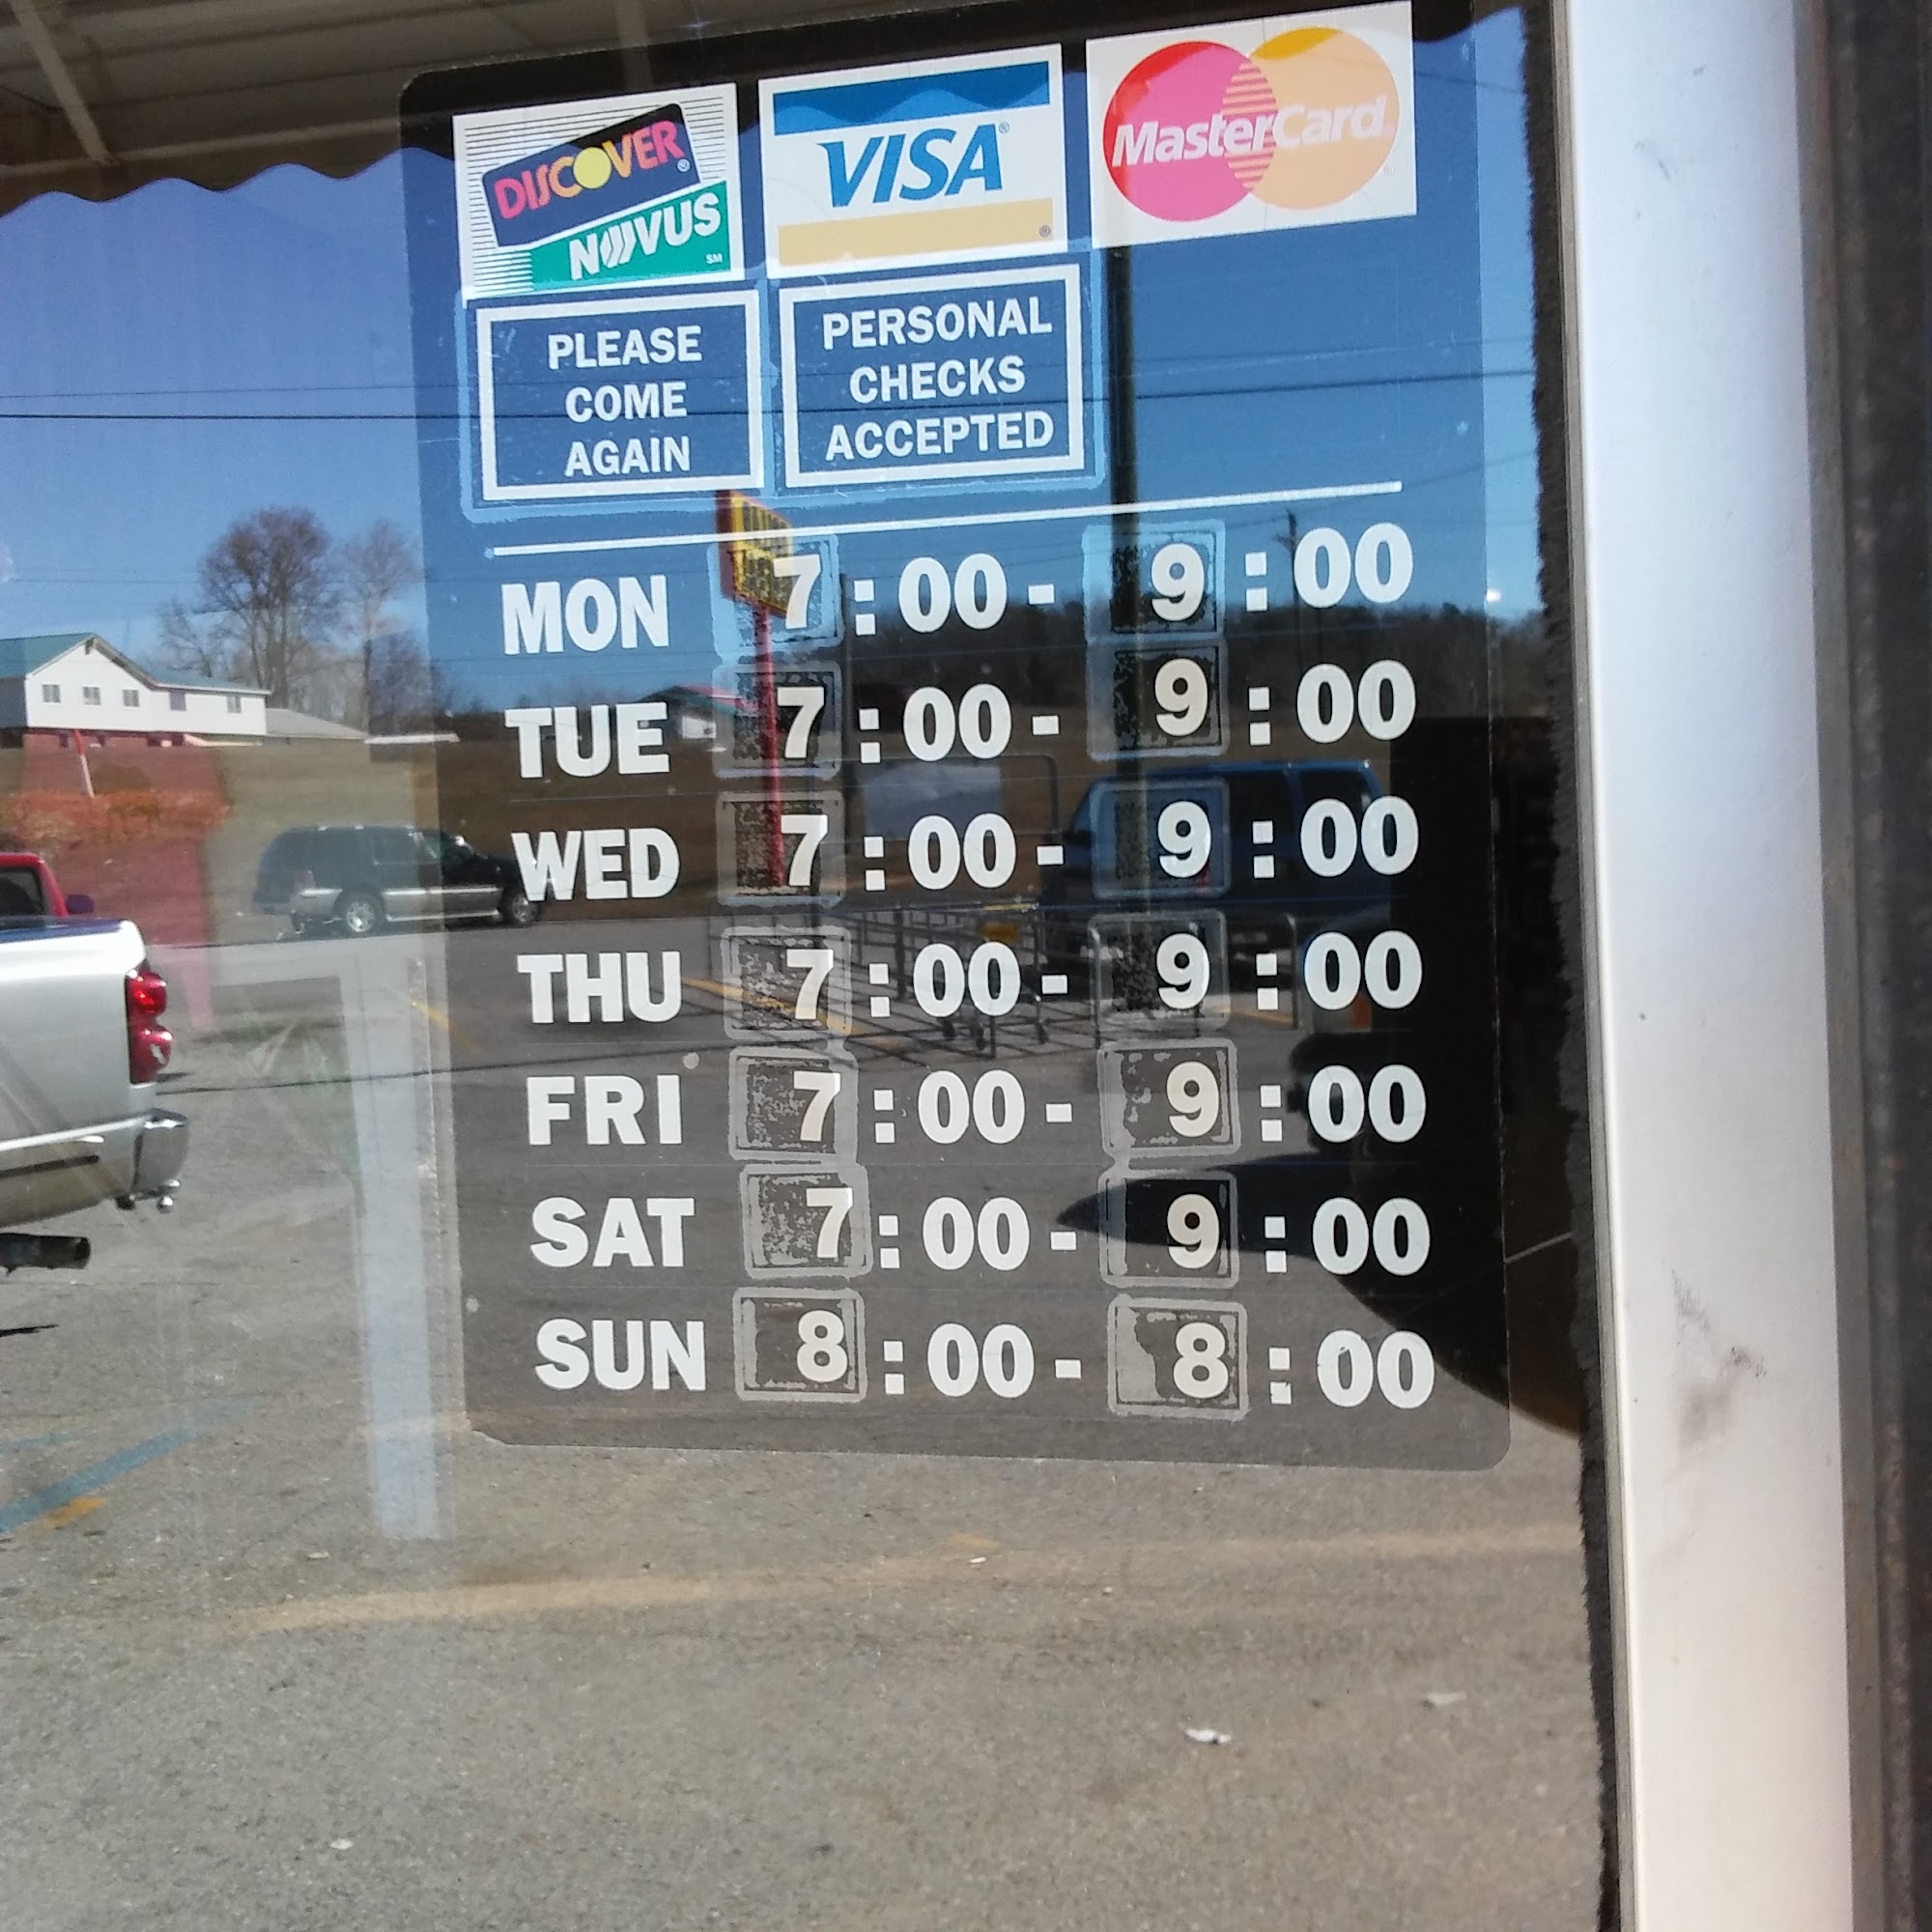 DISCOVER®
NOVUS SM
VISA®
®
MasterCard®
PLEASE
COME
AGAIN
PERSONAL
CHECKS
ACCEPTED
MON 7:00 - 9:00
TUE 7:00 - 9:00
WED 7:00 - 9:00
THU 7:00 - 9:00
FRI 7:00 - 9:00
SAT 7:00 - 9:00
SUN 8:00 - 8:00